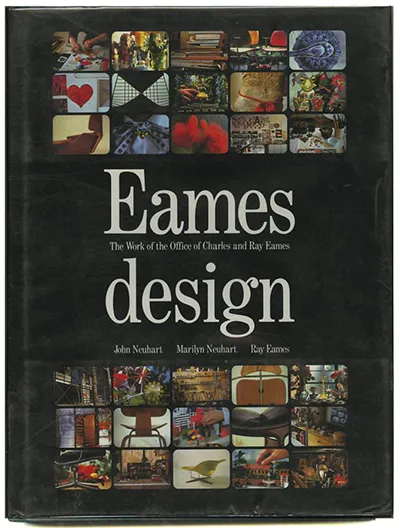 Eames
The Work of the Office of Charles and Ray Eames
design
John Neuhart Marilyn Neuhart Ray Eames